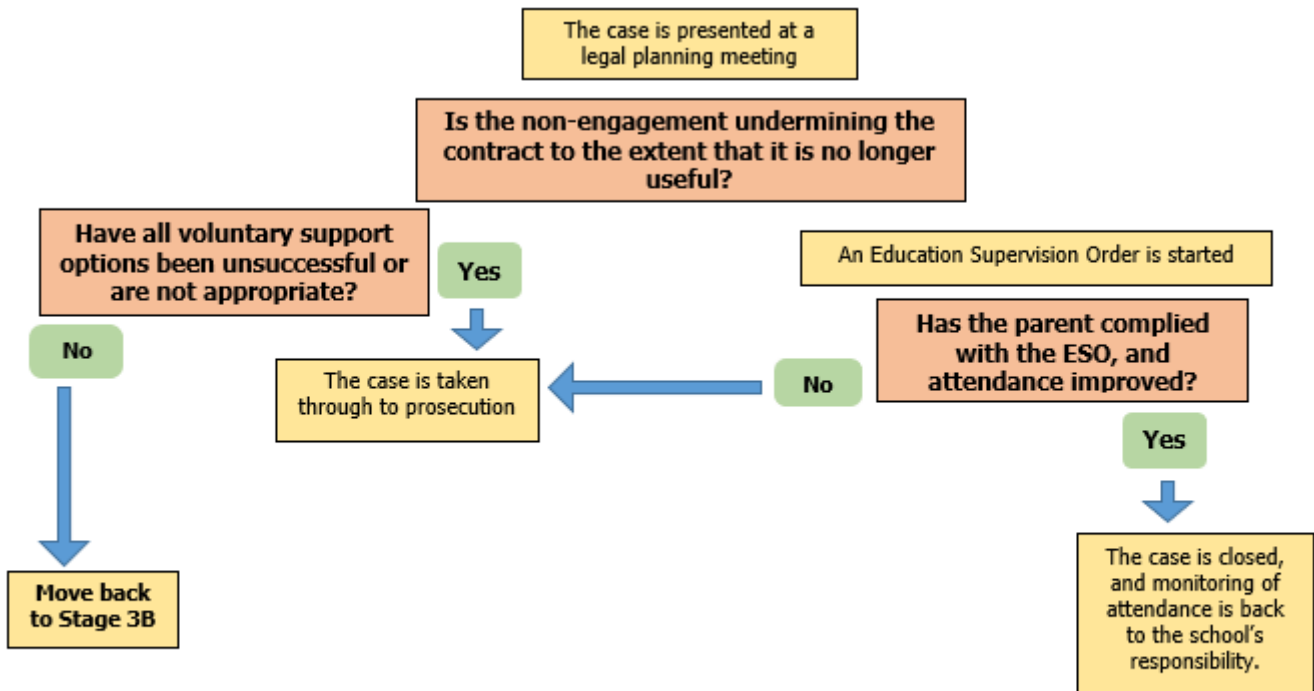 The case is presented at a
legal planning meeting
Is the non-engagement undermining the
contract to the extent that it is no longer
useful?
Have all voluntary support
options been unsuccessful or
are not appropriate?
Yes
An Education Supervision Order is started
No
Has the parent complied
with the ESO, and
attendance improved?
The case is taken
through to prosecution
No
Yes
Move back
to Stage 3B
The case is closed,
and monitoring of
attendance is back
to the school's
responsibility.